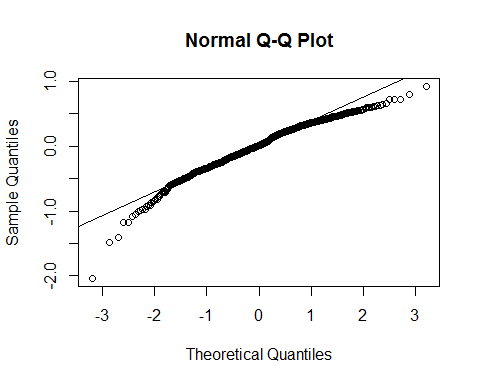 Normal Q-Q Plot
Sample Quantiles
1.0
0.0
-1.0
-2.0
-3 -2 -1 0 1 2 3
Theoretical Quantiles